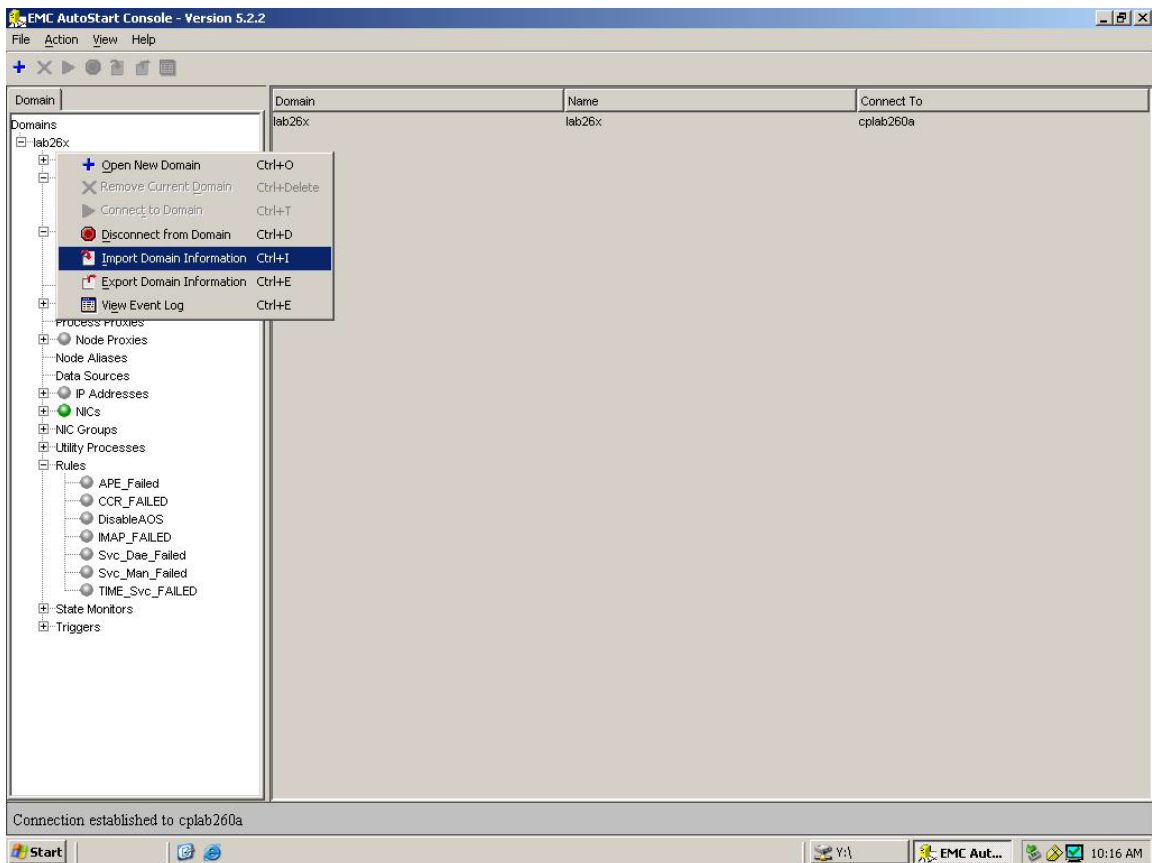 EMC AutoStart Console - Version 5.2.2
File Action View Help
Domain
Domain Name Connect To
lab26x lab26x cplab260a
Domains
lab26x
Open New Domain Ctrl+O
Remove Current Domain Ctrl+Delete
Connect to Domain Ctrl+T
Disconnect from Domain Ctrl+D
Import Domain Information Ctrl+I
Export Domain Information Ctrl+E
View Event Log Ctrl+E
Process Proxies
Node Proxies
Node Aliases
Data Sources
IP Addresses
NICs
NIC Groups
Utility Processes
Rules
APE_Failed
CCR_FAILED
DisableAOS
IMAP_FAILED
Svc_Dae_Failed
Svc_Man_Failed
TIME_Svc_FAILED
State Monitors
Triggers
Connection established to cplab260a
Start Y:\ EMC Aut... 10:16 AM